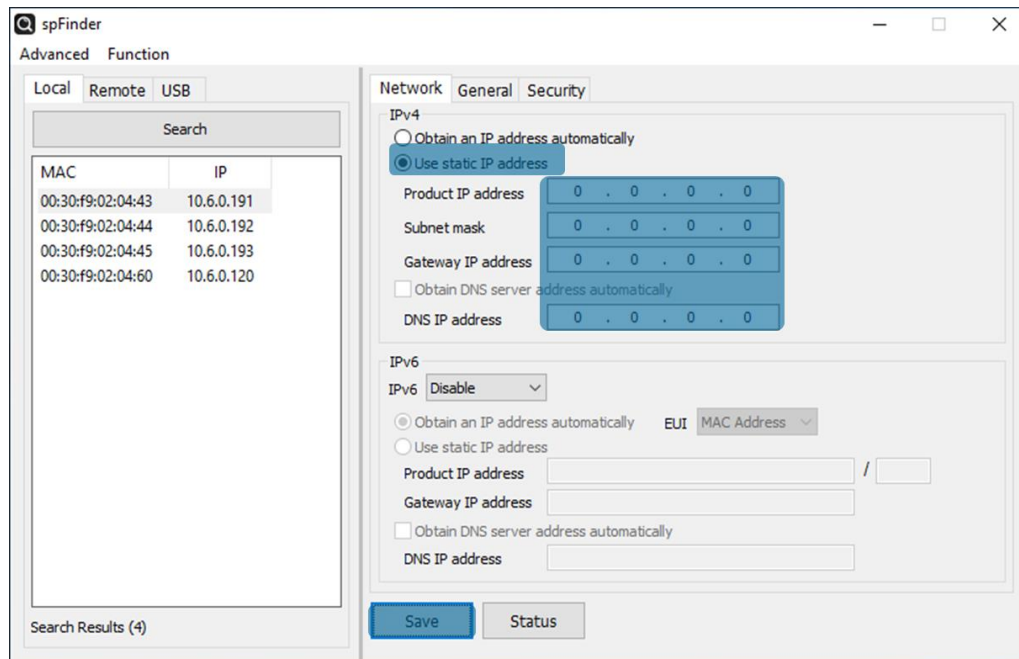 spFinder
Advanced Function
Local Remote USB
Search
MAC IP
00:30:f9:02:04:43 10.6.0.191
00:30:f9:02:04:44 10.6.0.192
00:30:f9:02:04:45 10.6.0.193
00:30:f9:02:04:60 10.6.0.120
Search Results (4)
Network General Security
IPv4
Obtain an IP address automatically
Use static IP address
Product IP address 0 . 0 . 0 . 0
Subnet mask 0 . 0 . 0 . 0
Gateway IP address 0 . 0 . 0 . 0
Obtain DNS server address automatically
DNS IP address 0 . 0 . 0 . 0
IPv6
IPv6 Disable
Obtain an IP address automatically EUI MAC Address
Use static IP address
Product IP address /
Gateway IP address
Obtain DNS server address automatically
DNS IP address
Save Status